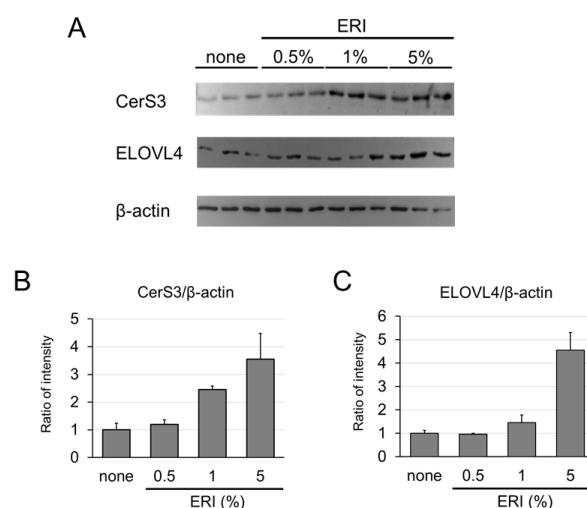 A
ERI
none 0.5% 1% 5%
CerS3
ELOVL4
β-actin
B
CerS3/β-actin
Ratio of intensity
5
4
3
2
1
0
none 0.5 1 5
ERI (%)
C
ELOVL4/β-actin
Ratio of intensity
6
5
4
3
2
1
0
none 0.5 1 5
ERI (%)